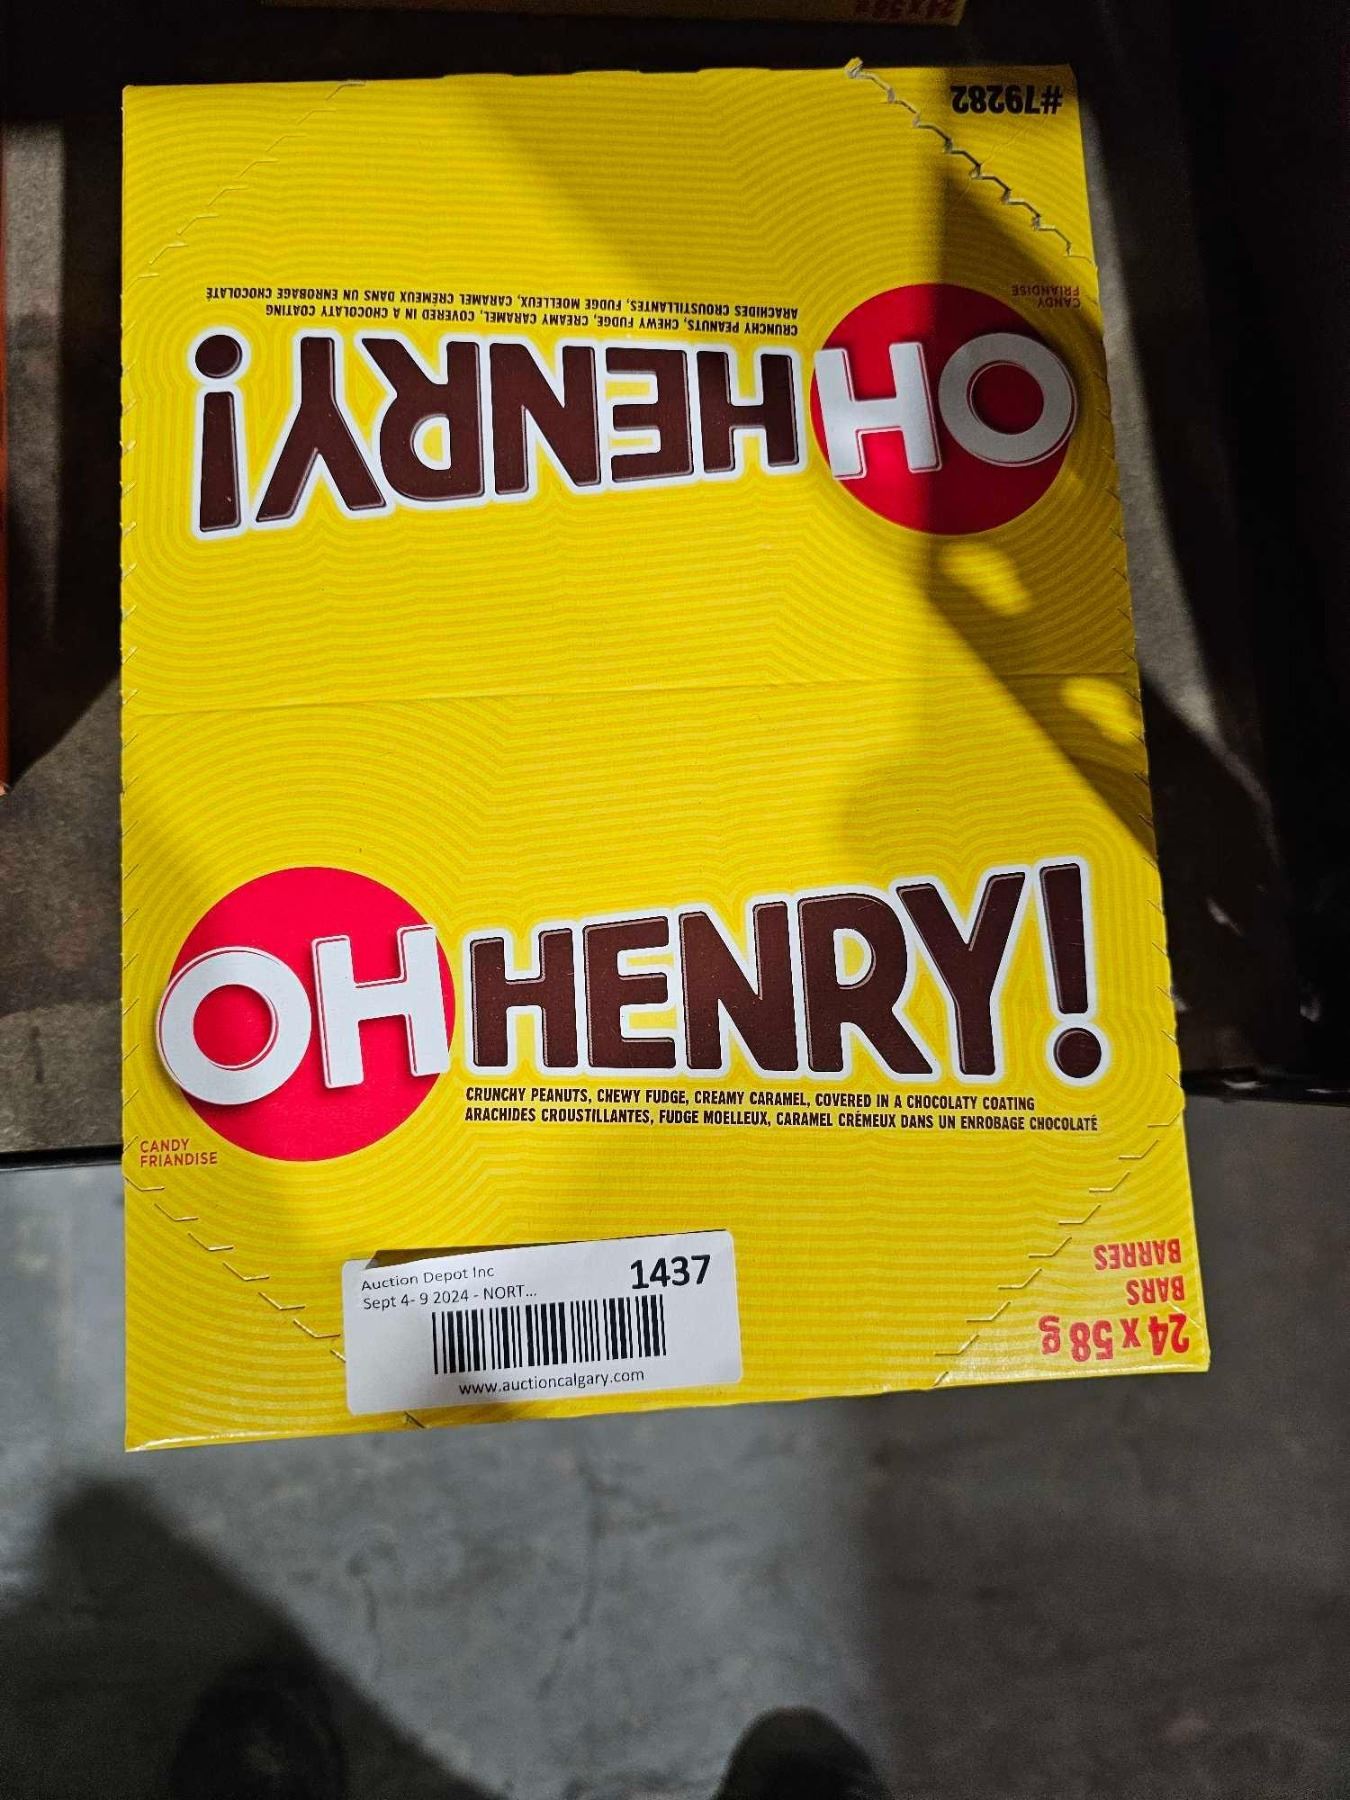 24 x 58 g
#79282
CANDY
FRIANDISE
OH HENRY!
CRUNCHY PEANUTS, CHEWY FUDGE, CREAMY CARAMEL, COVERED IN A CHOCOLATY COATING
ARACHIDES CROUSTILLANTES, FUDGE MOELLEUX, CARAMEL CRÉMEUX DANS UN ENROBAGE CHOCOLATÉ
OH HENRY!
CRUNCHY PEANUTS, CHEWY FUDGE, CREAMY CARAMEL, COVERED IN A CHOCOLATY COATING
ARACHIDES CROUSTILLANTES, FUDGE MOELLEUX, CARAMEL CRÉMEUX DANS UN ENROBAGE CHOCOLATÉ
CANDY
FRIANDISE
24 x 58 g
BARS
BARRES
Auction Depot Inc
1437
Sept 4- 9 2024 - NORT...
www.auctioncalgary.com